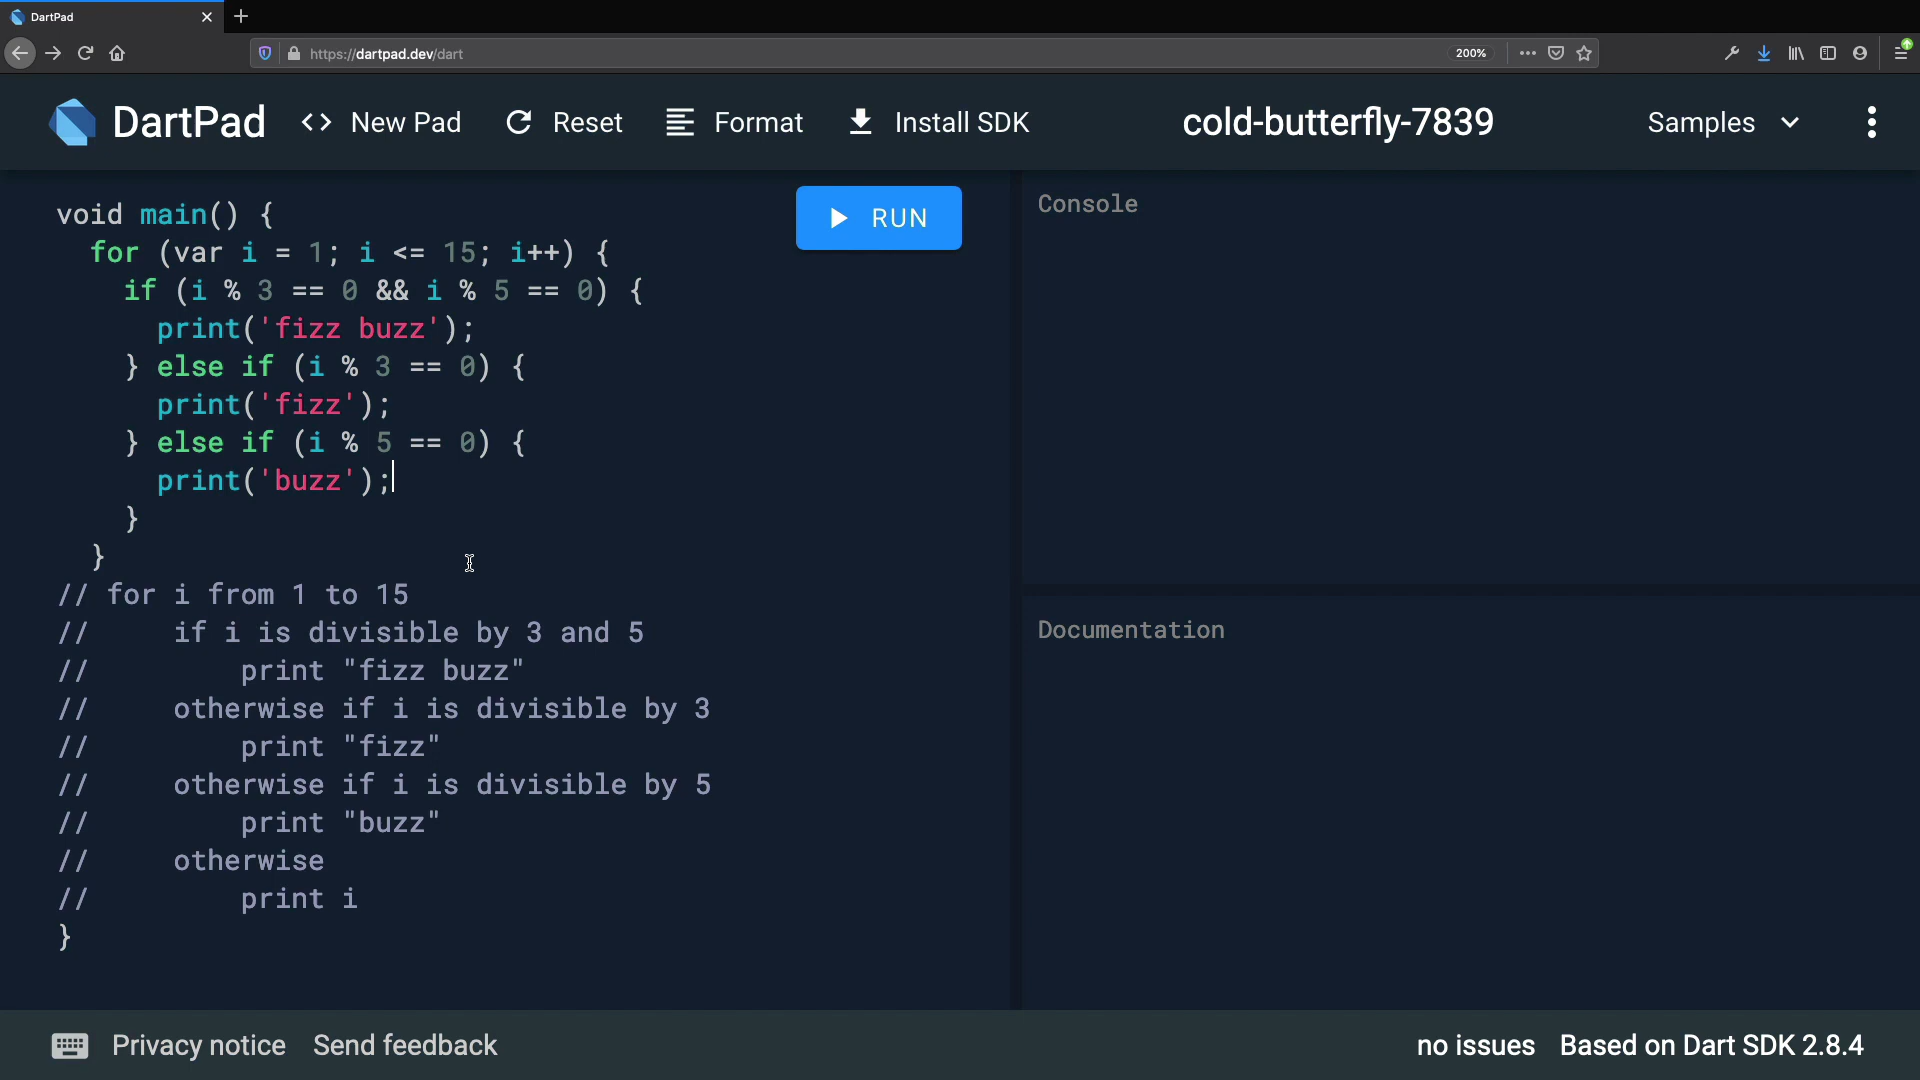 DartPad
https://dartpad.dev/dart
200%
DartPad
<> New Pad
Reset
Format
Install SDK
cold-butterfly-7839
Samples
void main() {
  for (var i = 1; i <= 15; i++) {
    if (i % 3 == 0 && i % 5 == 0) {
      print('fizz buzz');
    } else if (i % 3 == 0) {
      print('fizz');
    } else if (i % 5 == 0) {
      print('buzz');
    }
  }
// for i from 1 to 15
//     if i is divisible by 3 and 5
//         print "fizz buzz"
//     otherwise if i is divisible by 3
//         print "fizz"
//     otherwise if i is divisible by 5
//         print "buzz"
//     otherwise
//         print i
}
RUN
Console
Documentation
Privacy notice
Send feedback
no issues
Based on Dart SDK 2.8.4